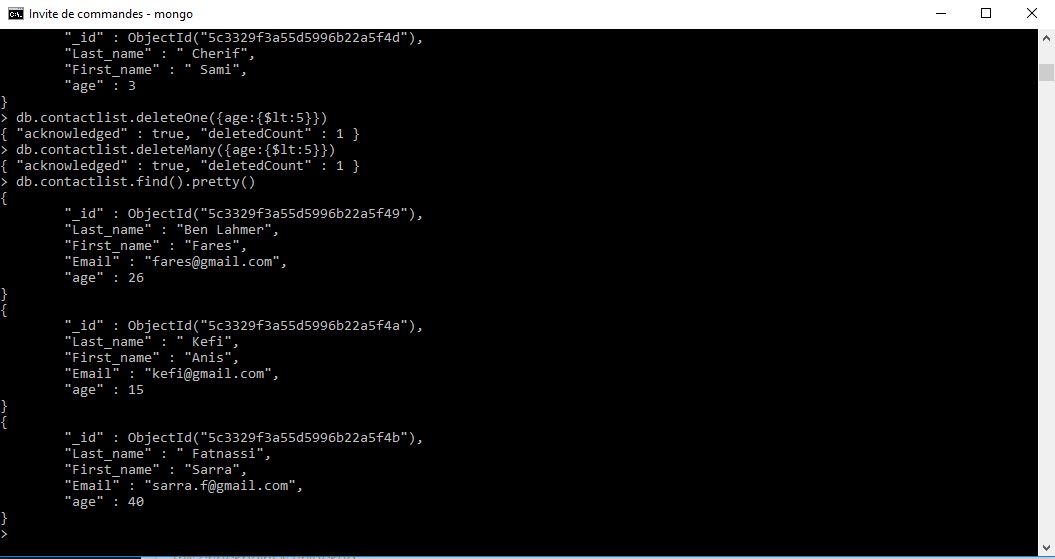 Invite de commandes - mongo
"_id" : ObjectId("5c3329f3a55d5996b22a5f4d"),
"Last_name" : " Cherif",
"First_name" : " Sami",
"age" : 3
}
> db.contactlist.deleteOne({age:{$lt:5}})
{ "acknowledged" : true, "deletedCount" : 1 }
> db.contactlist.deleteMany({age:{$lt:5}})
{ "acknowledged" : true, "deletedCount" : 1 }
> db.contactlist.find().pretty()
{
"_id" : ObjectId("5c3329f3a55d5996b22a5f49"),
"Last_name" : "Ben Lahmer",
"First_name" : "Fares",
"Email" : "fares@gmail.com",
"age" : 26
}
{
"_id" : ObjectId("5c3329f3a55d5996b22a5f4a"),
"Last_name" : " Kefi",
"First_name" : "Anis",
"Email" : "kefi@gmail.com",
"age" : 15
}
{
"_id" : ObjectId("5c3329f3a55d5996b22a5f4b"),
"Last_name" : " Fatnassi",
"First_name" : "Sarra",
"Email" : "sarra.f@gmail.com",
"age" : 40
}
>